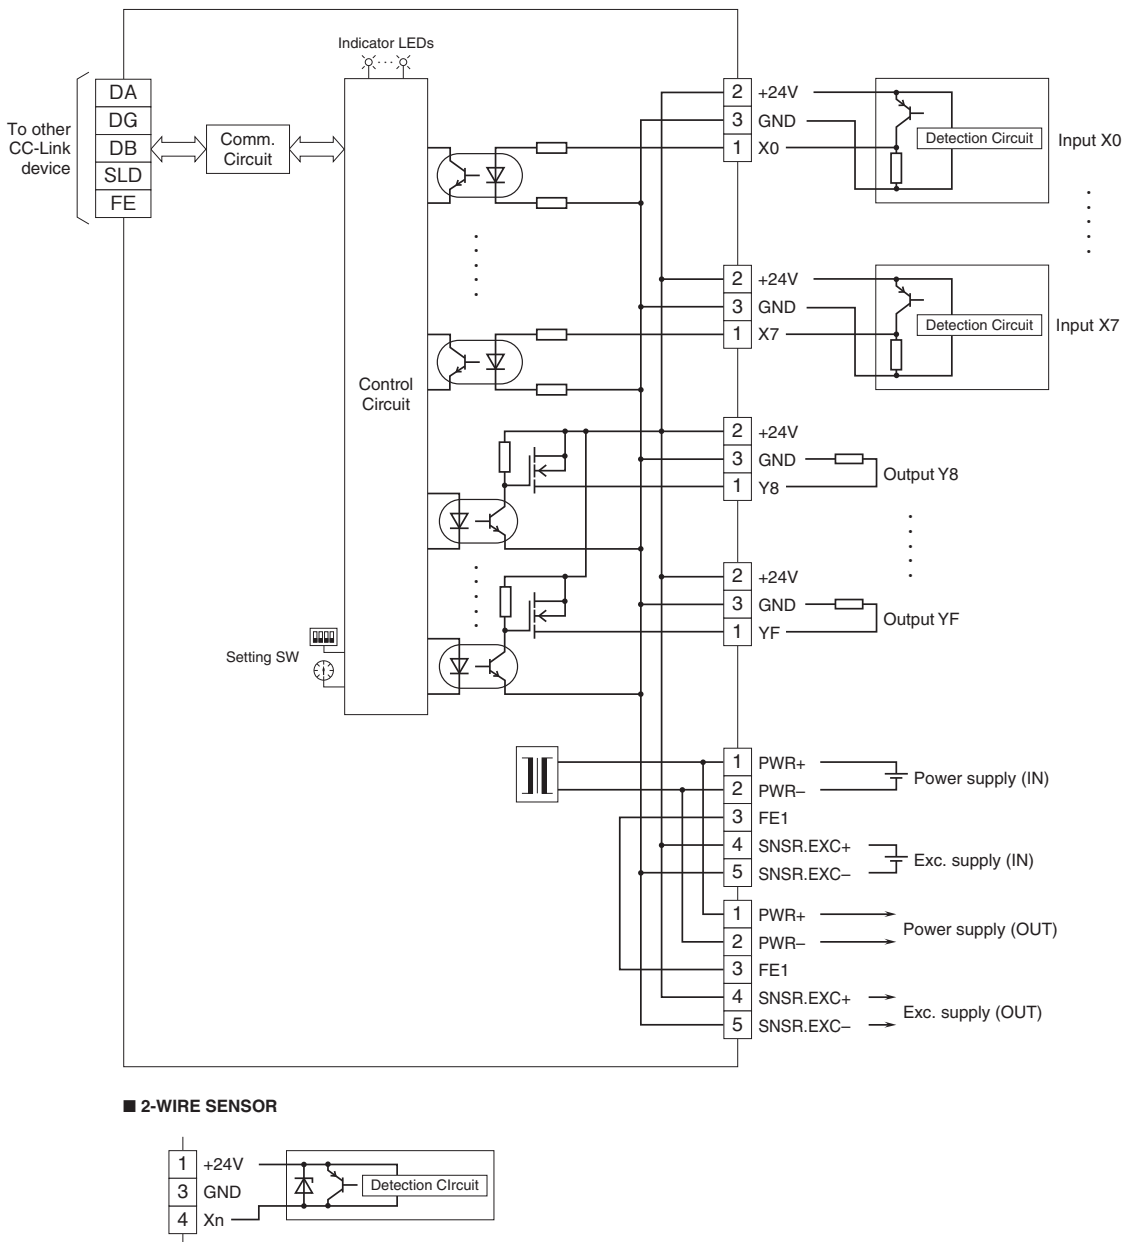 Indicator LEDs
To other
CC-Link
device
DA
DG
DB
SLD
FE
Comm.
Circuit
Control
Circuit
Setting SW
2 +24V
3 GND
1 X0
Detection Circuit
Input X0
2 +24V
3 GND
1 X7
Detection Circuit
Input X7
2 +24V
3 GND
1 Y8
Output Y8
2 +24V
3 GND
1 YF
Output YF
1 PWR+
2 PWR–
Power supply (IN)
3 FE1
4 SNSR.EXC+
5 SNSR.EXC–
Exc. supply (IN)
1 PWR+
2 PWR–
Power supply (OUT)
3 FE1
4 SNSR.EXC+
5 SNSR.EXC–
Exc. supply (OUT)
■ 2-WIRE SENSOR
1 +24V
3 GND
4 Xn
Detection CIrcuit